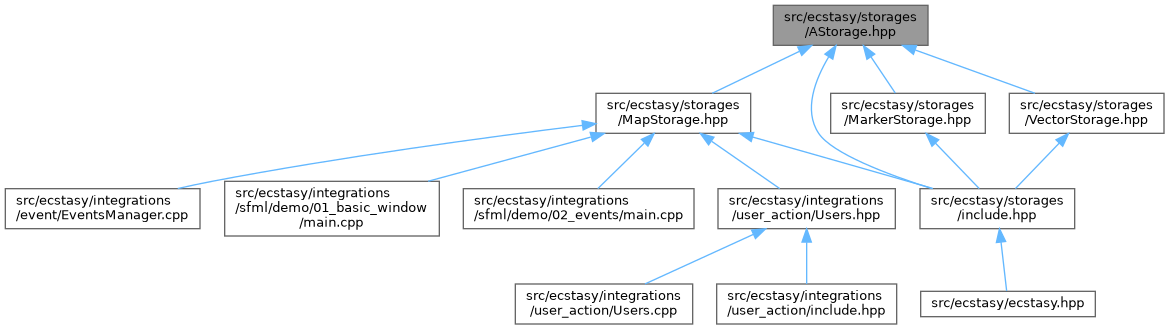 src/ecstasy/storages
/AStorage.hpp
src/ecstasy/storages
/MapStorage.hpp
src/ecstasy/storages
/MarkerStorage.hpp
src/ecstasy/storages
/VectorStorage.hpp
src/ecstasy/integrations
/event/EventsManager.cpp
src/ecstasy/integrations
/sfml/demo/01_basic_window
/main.cpp
src/ecstasy/integrations
/sfml/demo/02_events/main.cpp
src/ecstasy/integrations
/user_action/Users.hpp
src/ecstasy/storages
/include.hpp
src/ecstasy/integrations
/user_action/Users.cpp
src/ecstasy/integrations
/user_action/include.hpp
src/ecstasy/ecstasy.hpp